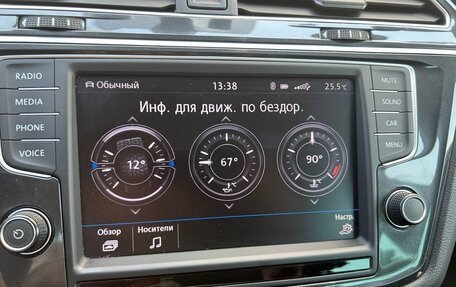 RADIO
MEDIA
PHONE
VOICE
Обычный 13:38 25.5°C
Инф. для движ. по бездор.
12° 67° 90°
Обзор Носители Настр.
MUTE
SOUND
CAR
MENU